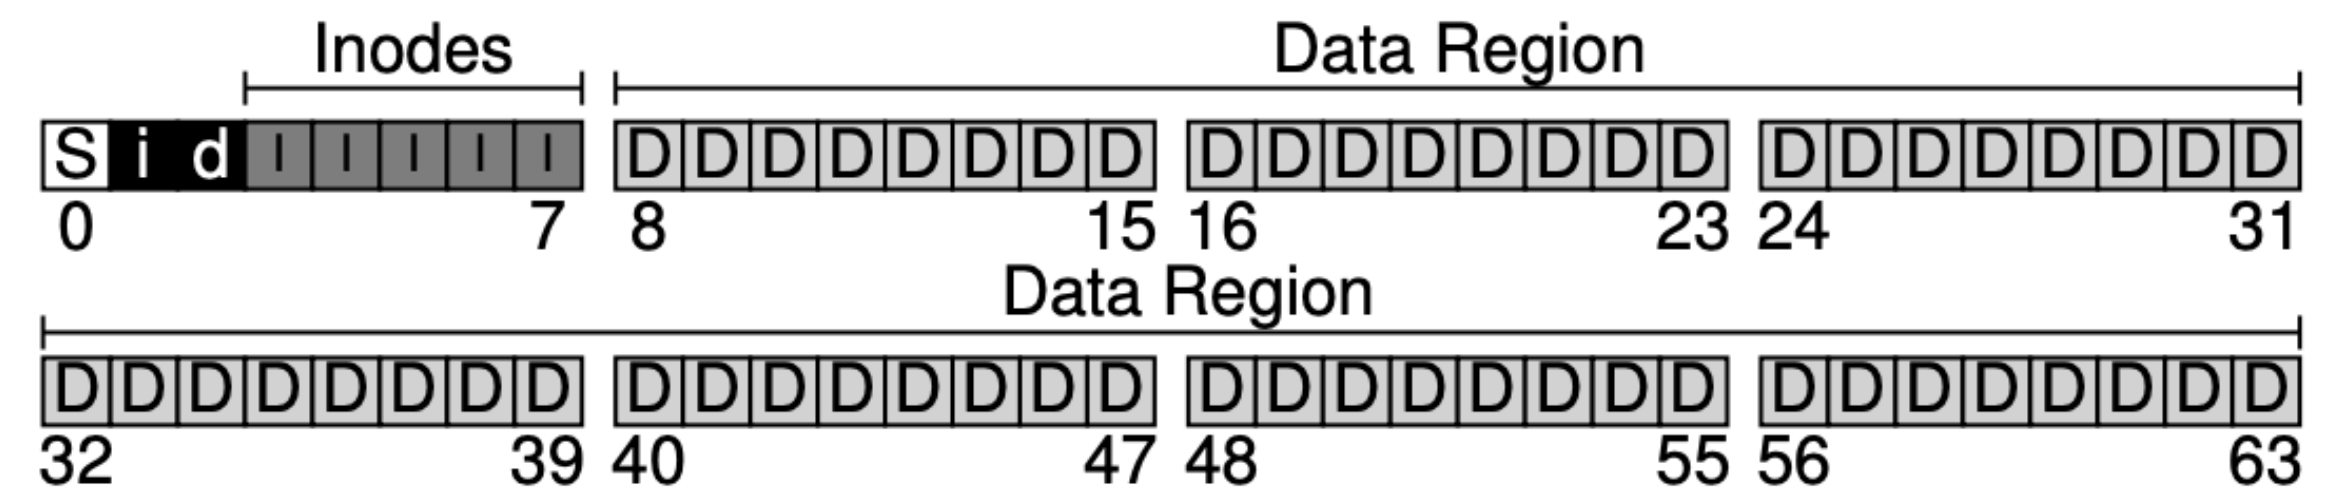 Inodes Data Region
S i d I I I I I D D D D D D D D D D D D D D D D D D D D D D D D
0 7 8 15 16 23 24 31
Data Region
D D D D D D D D D D D D D D D D D D D D D D D D D D D D D D D D
32 39 40 47 48 55 56 63